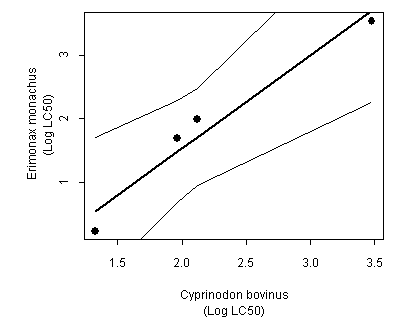 Erimonax monachus
(Log LC50)
3
2
1
1.5 2.0 2.5 3.0 3.5
Cyprinodon bovinus
(Log LC50)